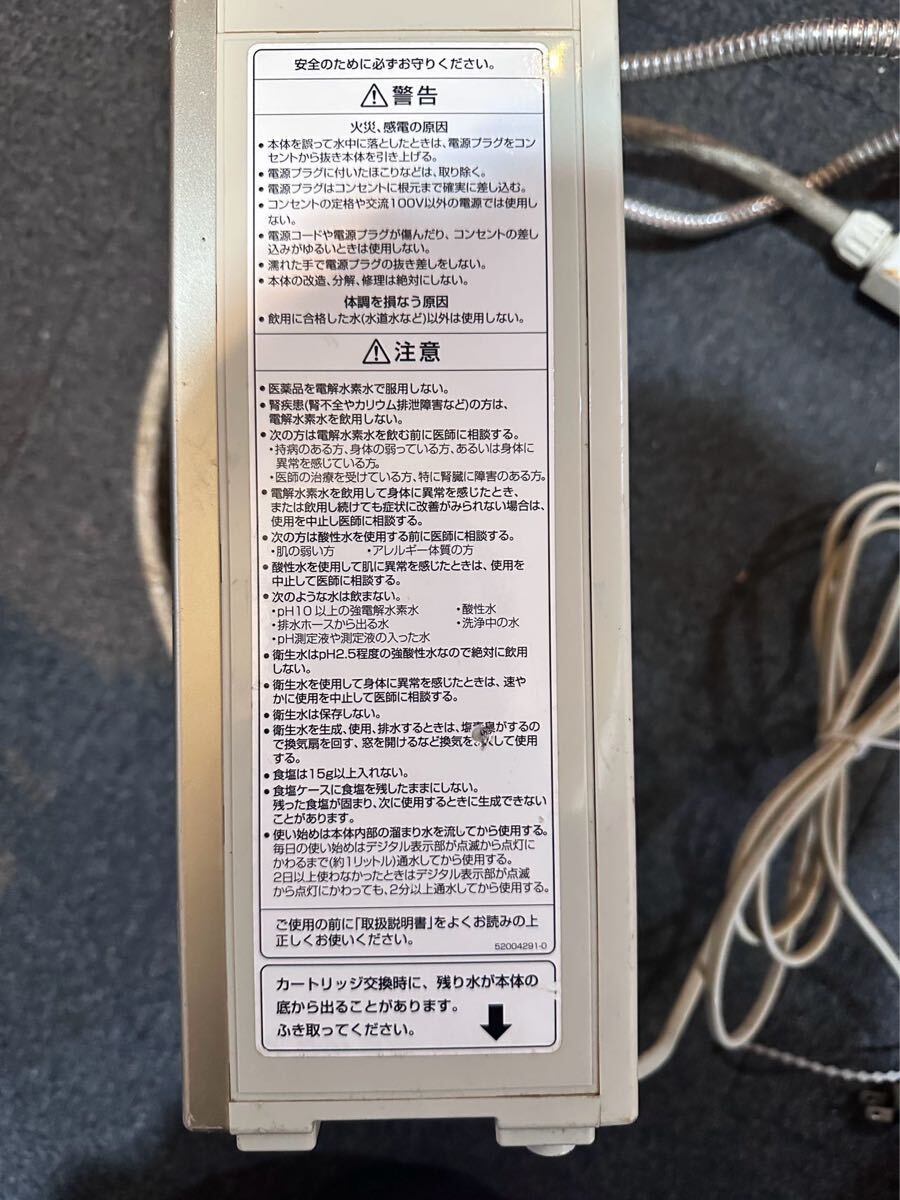 安全のために必ずお守りください。
⚠警告
火災、感電の原因
●本体を誤って水中に落としたときは、電源プラグをコン
セントから抜き本体を引き上げる。
●電源プラグに付いたほこりなどは、取り除く。
●電源プラグはコンセントに根元まで確実に差し込む。
●コンセントの定格や交流100V以外の電源では使用し
ない。
●電源コードや電源プラグが傷んだり、コンセントの差し
込みがゆるいときは使用しない。
●濡れた手で電源プラグの抜き差しをしない。
●本体の改造、分解、修理は絶対にしない。
体調を損なう原因
●飲用に合格した水(水道水など)以外は使用しない。
⚠注意
●医薬品を電解水素水で服用しない。
●腎疾患(腎不全やカリウム排泄障害など)の方は、
電解水素水を飲用しない。
●次の方は電解水素水を飲む前に医師に相談する。
・持病のある方、身体の弱っている方、あるいは身体に
異常を感じている方。
・医師の治療を受けている方、特に腎臓に障害のある方。
●電解水素水を飲用して身体に異常を感じたとき、
または飲用し続けても症状に改善がみられない場合は、
使用を中止し医師に相談する。
●次の方は酸性水を使用する前に医師に相談する。
・肌の弱い方 ・アレルギー体質の方
●酸性水を使用して肌に異常を感じたときは、使用を
中止して医師に相談する。
●次のような水は飲まない。
・pH10以上の強電解水素水 ・酸性水
・排水ホースから出る水 ・洗浄中の水
・pH測定液や測定液の入った水
●衛生水はpH2.5程度の強酸性水なので絶対に飲用
しない。
●衛生水を使用して身体に異常を感じたときは、速や
かに使用を中止して医師に相談する。
●衛生水は保存しない。
●衛生水を生成、使用、排水するときは、塩臭がするの
で換気扇を回す、窓を開けるなど換気をして使用
する。
●食塩は15g以上入れない。
●食塩ケースに食塩を残したままにしない。
残った食塩が固まり、次に使用するときに生成できない
ことがあります。
●使い始めは本体内部の溜まり水を流してから使用する。
毎日の使い始めはデジタル表示部が点滅から点灯に
かわるまで(約1リットル)通水してから使用する。
2日以上使わなかったときはデジタル表示部が点滅
から点灯にかわっても、2分以上通水してから使用する。
ご使用の前に「取扱説明書」をよくお読みの上
正しくお使いください。
52004291-0
カートリッジ交換時に、残り水が本体の
底から出ることがあります。
ふき取ってください。